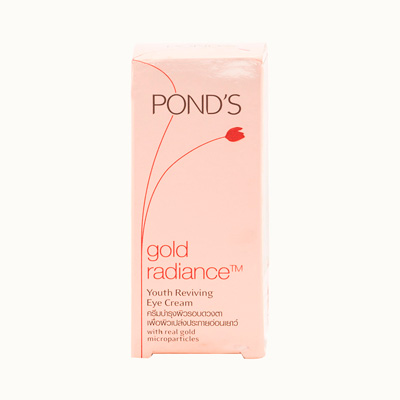 POND'S
gold
radiance™
Youth Reviving
Eye Cream
ครีมบำรุงผิวรอบดวงตา
เพื่อผิวเปล่งประกายอ่อนเยาว์
with real gold
microparticles